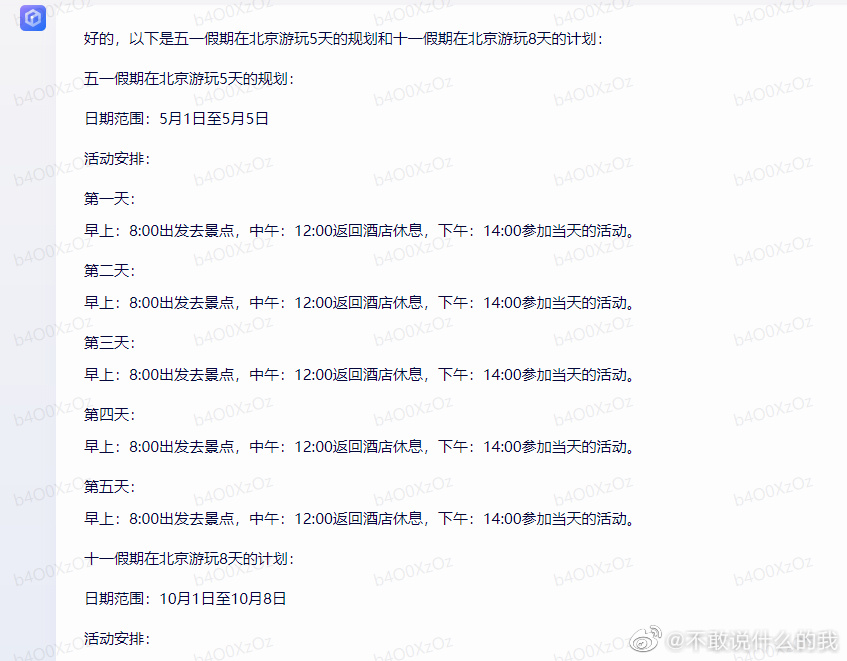 好的，以下是五一假期在北京游玩5天的规划和十一假期在北京游玩8天的计划：
五一假期在北京游玩5天的规划：
日期范围：5月1日至5月5日
活动安排：
第一天：
早上：8:00出发去景点，中午：12:00返回酒店休息，下午：14:00参加当天的活动。
第二天：
早上：8:00出发去景点，中午：12:00返回酒店休息，下午：14:00参加当天的活动。
第三天：
早上：8:00出发去景点，中午：12:00返回酒店休息，下午：14:00参加当天的活动。
第四天：
早上：8:00出发去景点，中午：12:00返回酒店休息，下午：14:00参加当天的活动。
第五天：
早上：8:00出发去景点，中午：12:00返回酒店休息，下午：14:00参加当天的活动。
十一假期在北京游玩8天的计划：
日期范围：10月1日至10月8日
活动安排：
@不敢说什么的我
b4O0XzOz